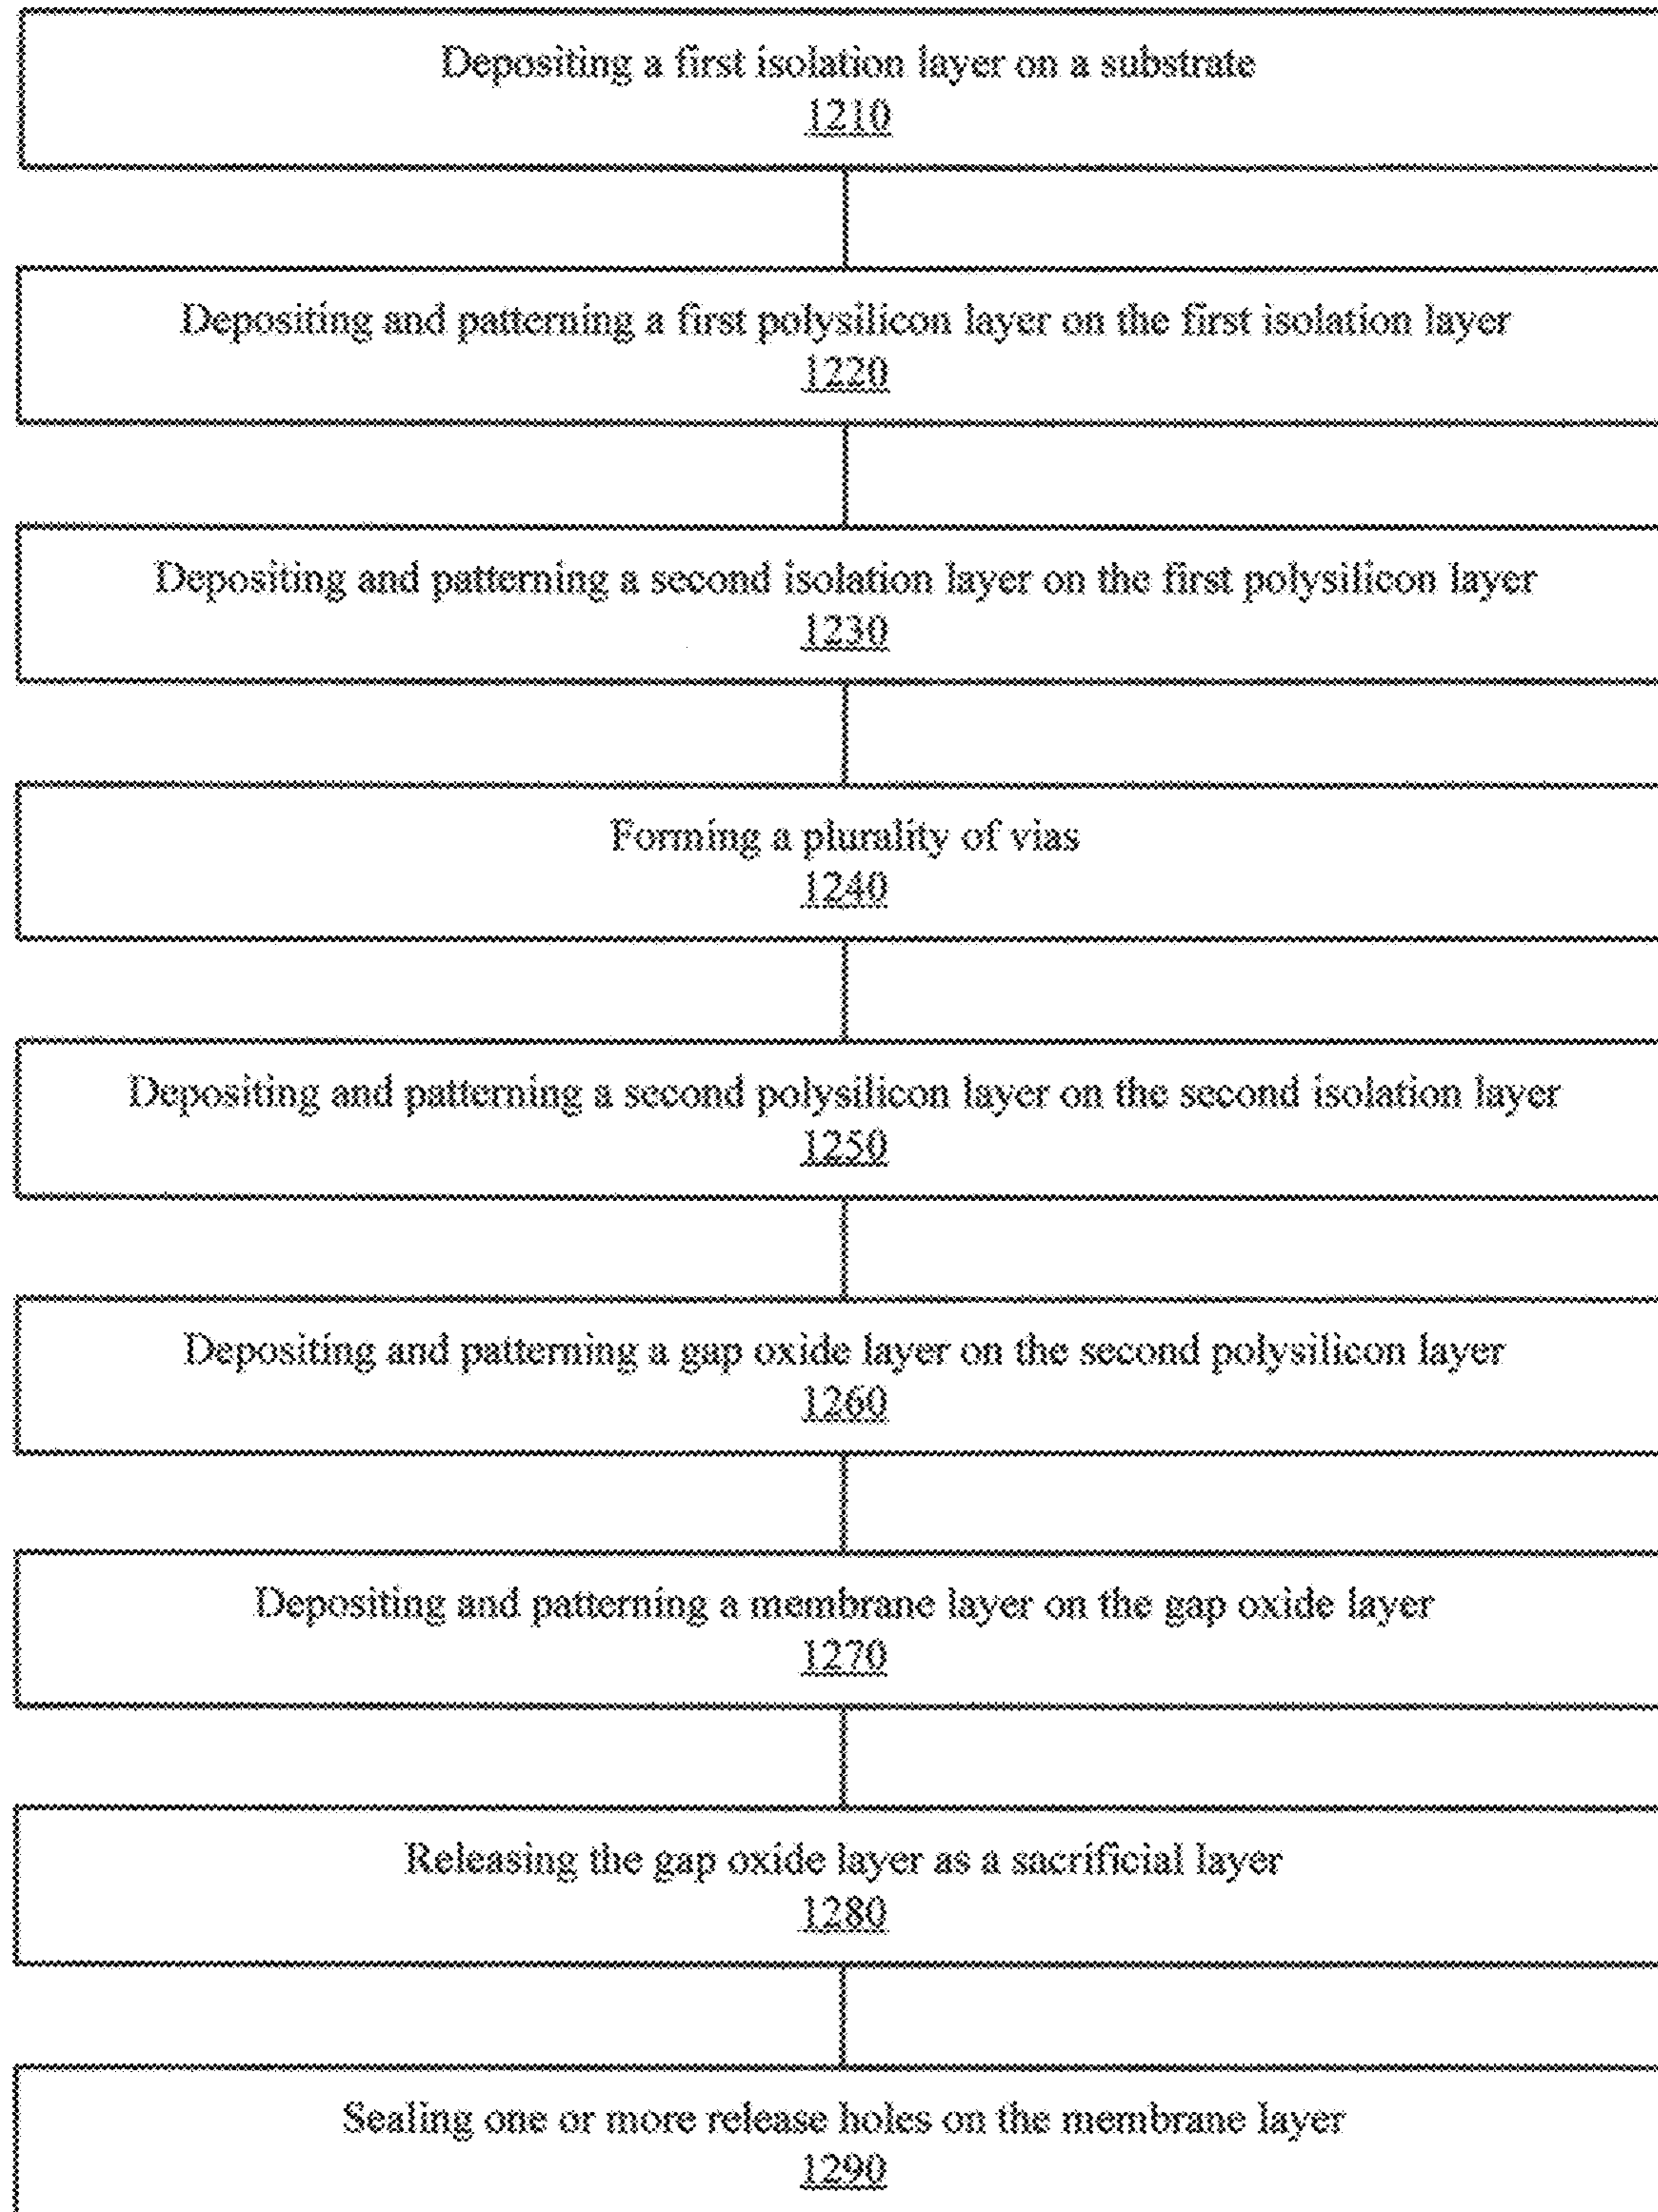 Depositing a first isolation layer on a substrate
1210
Depositing and patterning a first polysilicon layer on the first isolation layer
1220
Depositing and patterning a second isolation layer on the first polysilicon layer
1230
Forming a plurality of vias
1240
Depositing and patterning a second polysilicon layer on the second isolation layer
1250
Depositing and patterning a gap oxide layer on the second polysilicon layer
1260
Depositing and patterning a membrane layer on the gap oxide layer
1270
Releasing the gap oxide layer as a sacrificial layer
1280
Sealing one or more release holes on the membrane layer
1290